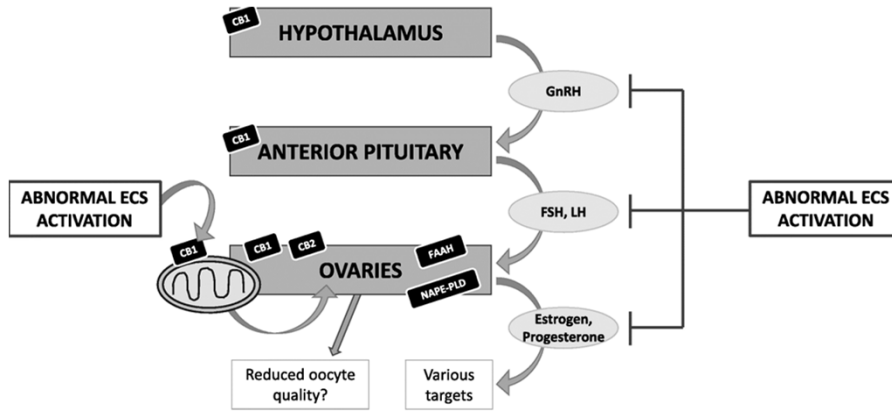 CB1
HYPOTHALAMUS
GnRH
CB1
ANTERIOR PITUITARY
ABNORMAL ECS
ACTIVATION
FSH, LH
ABNORMAL ECS
ACTIVATION
CB1
CB1
CB2
OVARIES
FAAH
NAPE-PLD
Estrogen,
Progesterone
Reduced oocyte
quality?
Various
targets